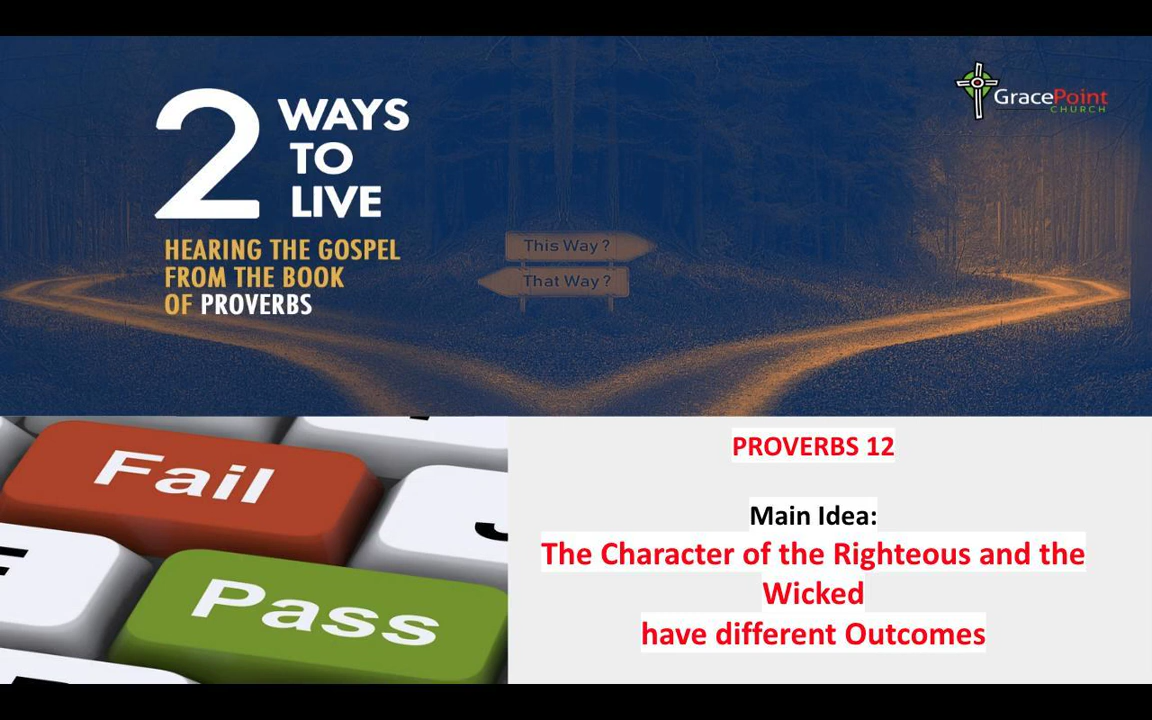 2 WAYS
TO
LIVE
HEARING THE GOSPEL
FROM THE BOOK
OF PROVERBS
GracePoint
CHURCH
This Way ?
That Way ?
Fail
Pass
PROVERBS 12
Main Idea:
The Character of the Righteous and the
Wicked
have different Outcomes